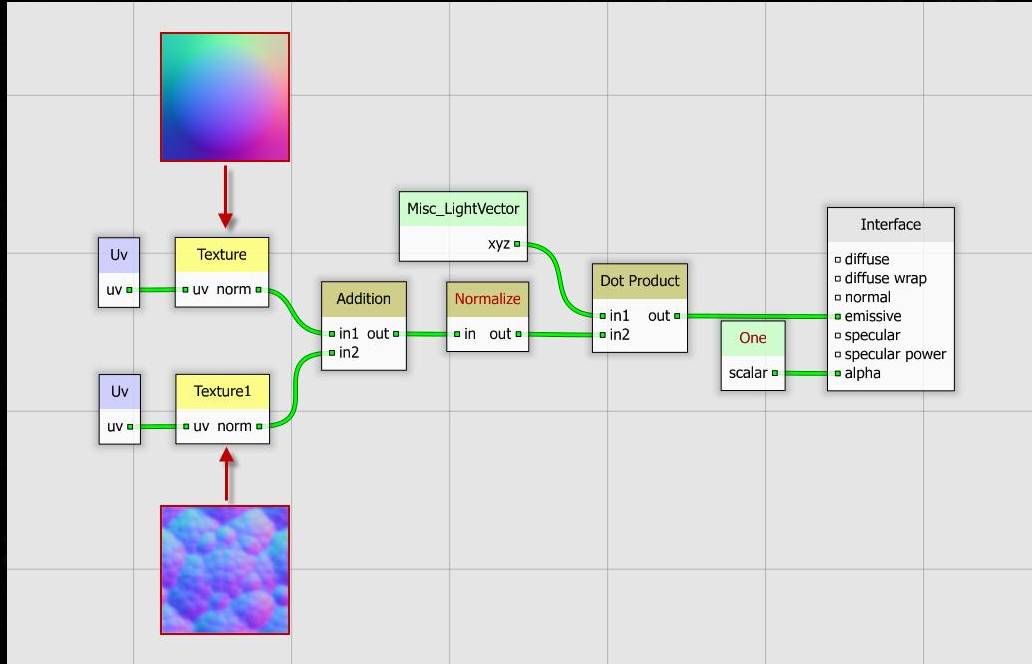 Uv
uv
Texture
uv norm
Uv
uv
Texture1
uv norm
Addition
in1 out
in2
Misc_LightVector
xyz
Normalize
in out
Dot Product
in1 out
in2
One
scalar
Interface
diffuse
diffuse wrap
normal
emissive
specular
specular power
alpha